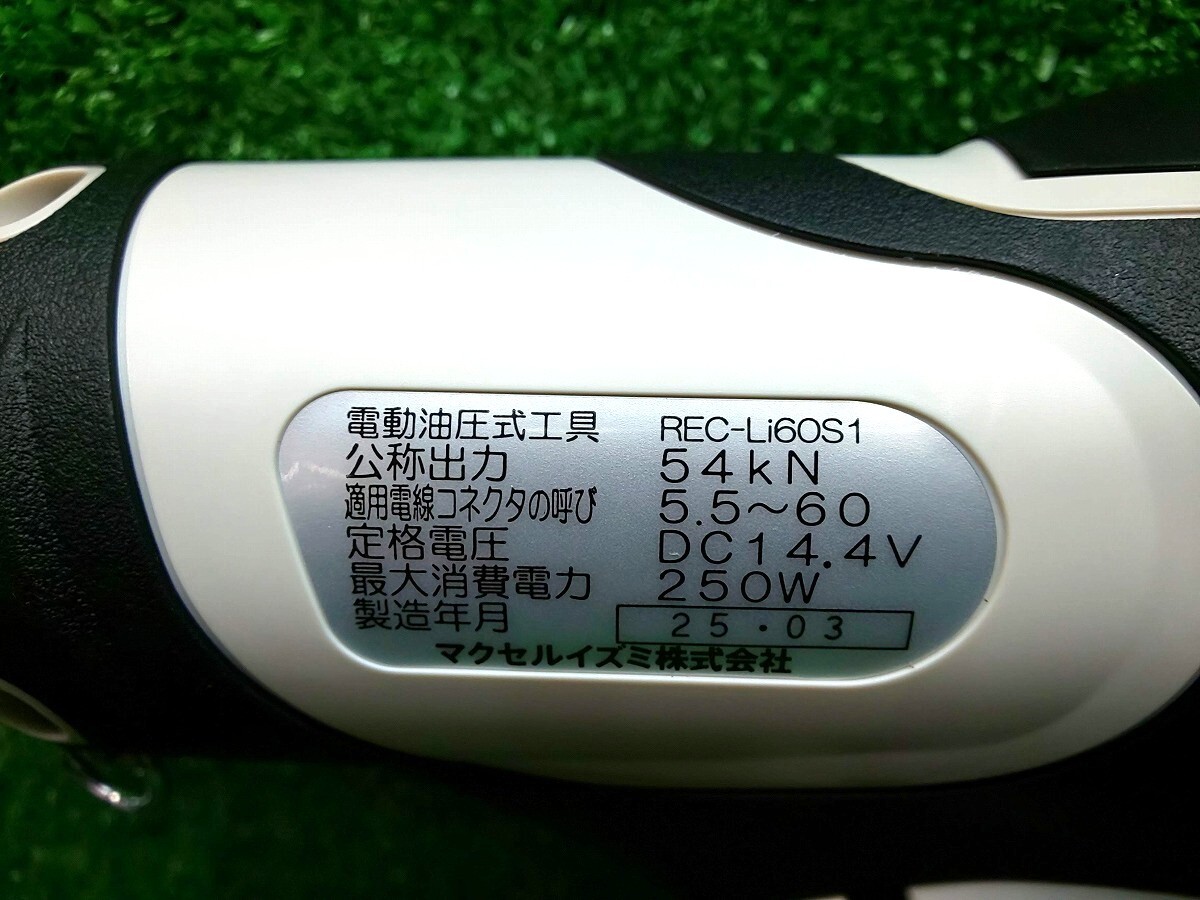 電動油圧式工具 REC-Li60S1
公称出力 54kN
適用電線コネクタの呼び 5.5～60
定格電圧 DC14.4V
最大消費電力 250W
製造年月 25.03
マクセルイズミ株式会社